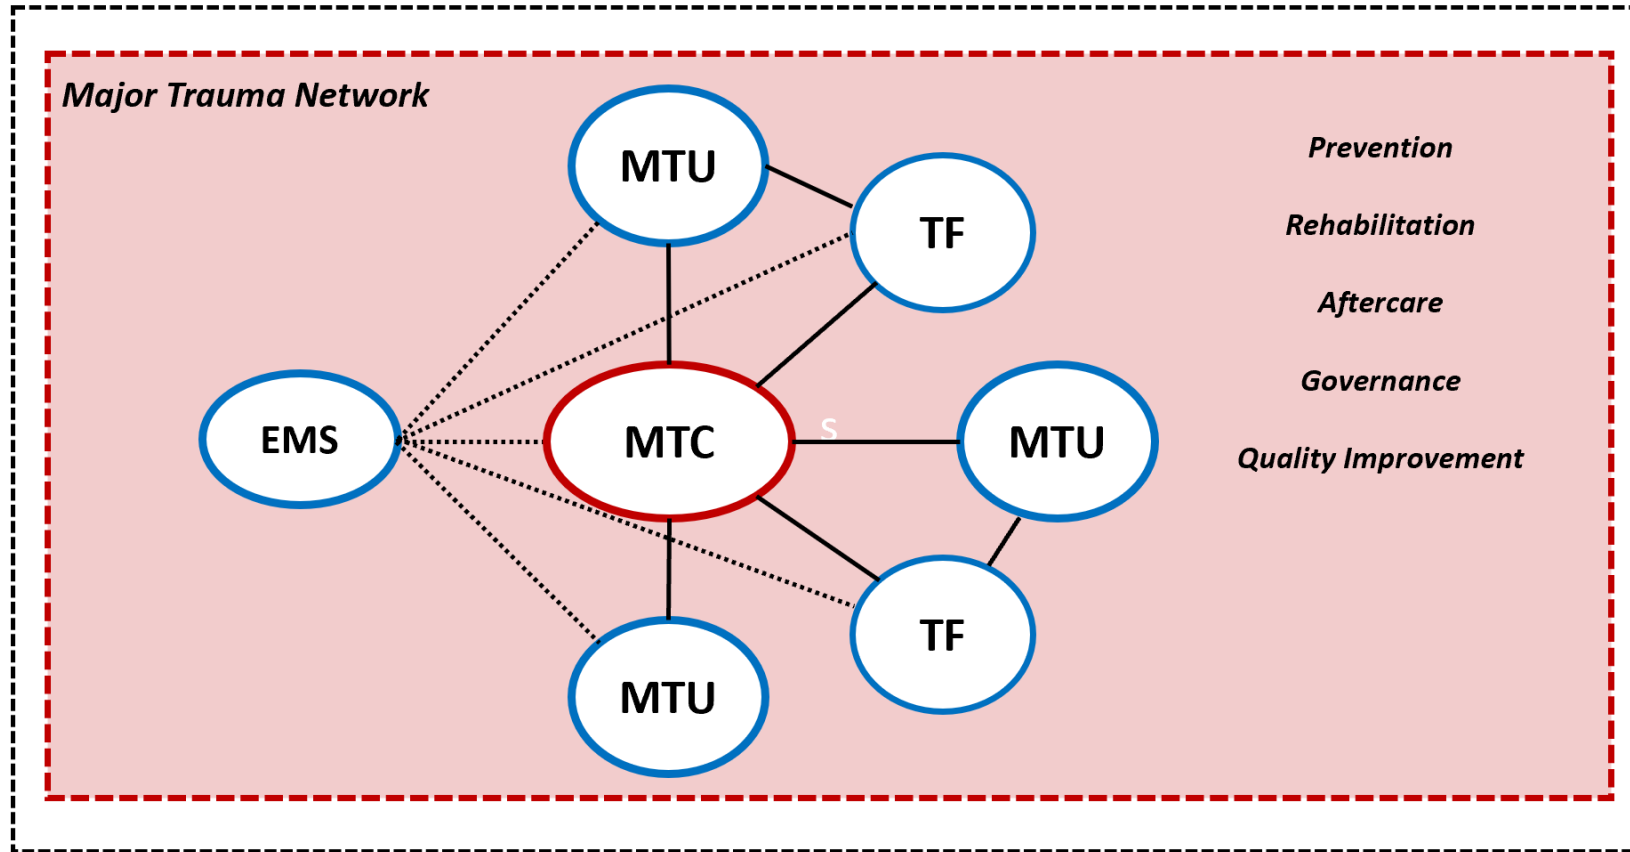 Major Trauma Network
MTU
TF
Prevention
Rehabilitation
Aftercare
Governance
Quality Improvement
EMS
MTC
S
MTU
TF
MTU